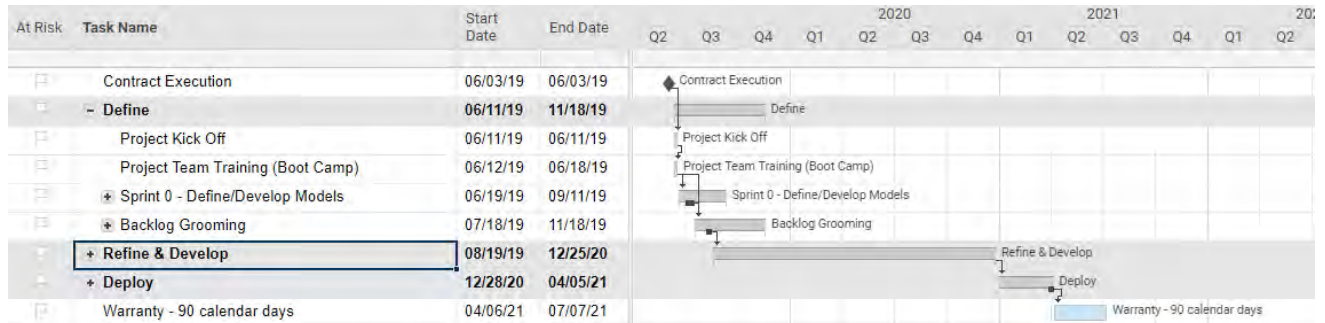 At Risk Task Name Start Date End Date 2020 2021 202
Q2 Q3 Q4 Q1 Q2 Q3 Q4 Q1 Q2 Q3 Q4 Q1 Q2
Contract Execution 06/03/19 06/03/19 Contract Execution
− Define 06/11/19 11/18/19 Define
Project Kick Off 06/11/19 06/11/19 Project Kick Off
Project Team Training (Boot Camp) 06/12/19 06/18/19 Project Team Training (Boot Camp)
+ Sprint 0 - Define/Develop Models 06/19/19 09/11/19 Sprint 0 - Define/Develop Models
+ Backlog Grooming 07/18/19 11/18/19 Backlog Grooming
+ Refine & Develop 08/19/19 12/25/20 Refine & Develop
+ Deploy 12/28/20 04/05/21 Deploy
Warranty - 90 calendar days 04/06/21 07/07/21 Warranty - 90 calendar days